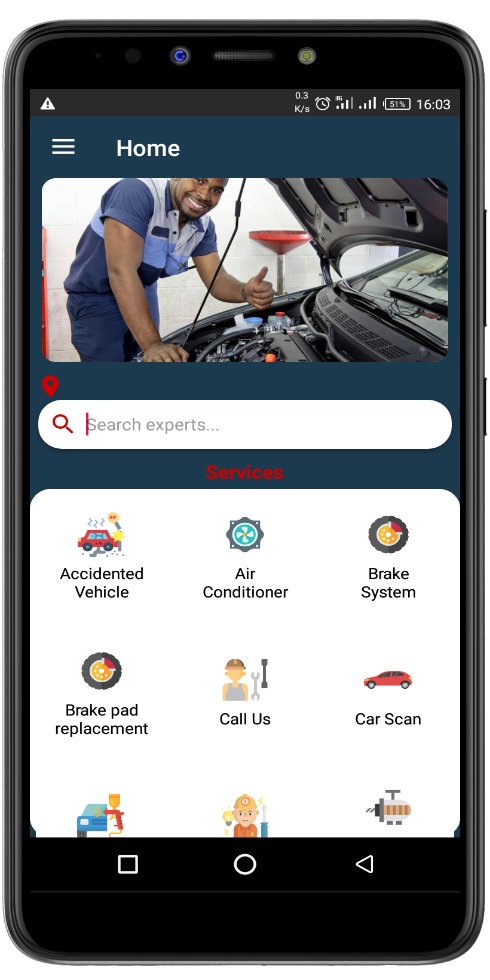 0.3
K/s
51%
16:03
Home
Search experts...
Services
Accidented
Vehicle
Air
Conditioner
Brake
System
Brake pad
replacement
Call Us
Car Scan